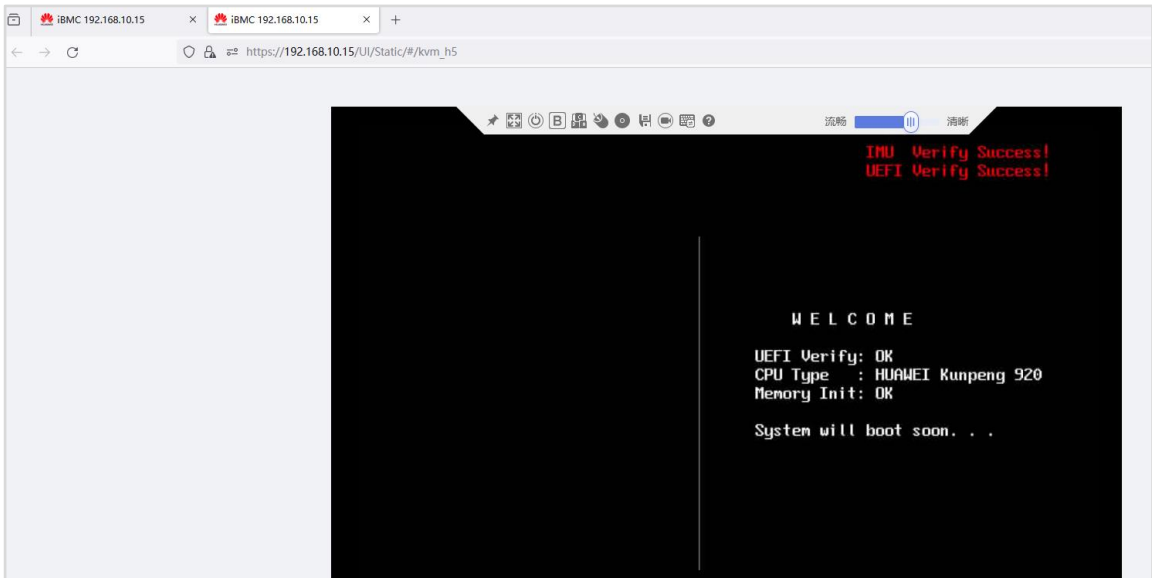 iBMC 192.168.10.15
iBMC 192.168.10.15
https://192.168.10.15/UI/Static/#/kvm_h5
B
流畅 清晰
IMU Verify Success!
UEFI Verify Success!
W E L C O M E
UEFI Verify: OK
CPU Type : HUAWEI Kunpeng 920
Memory Init: OK
System will boot soon. . .